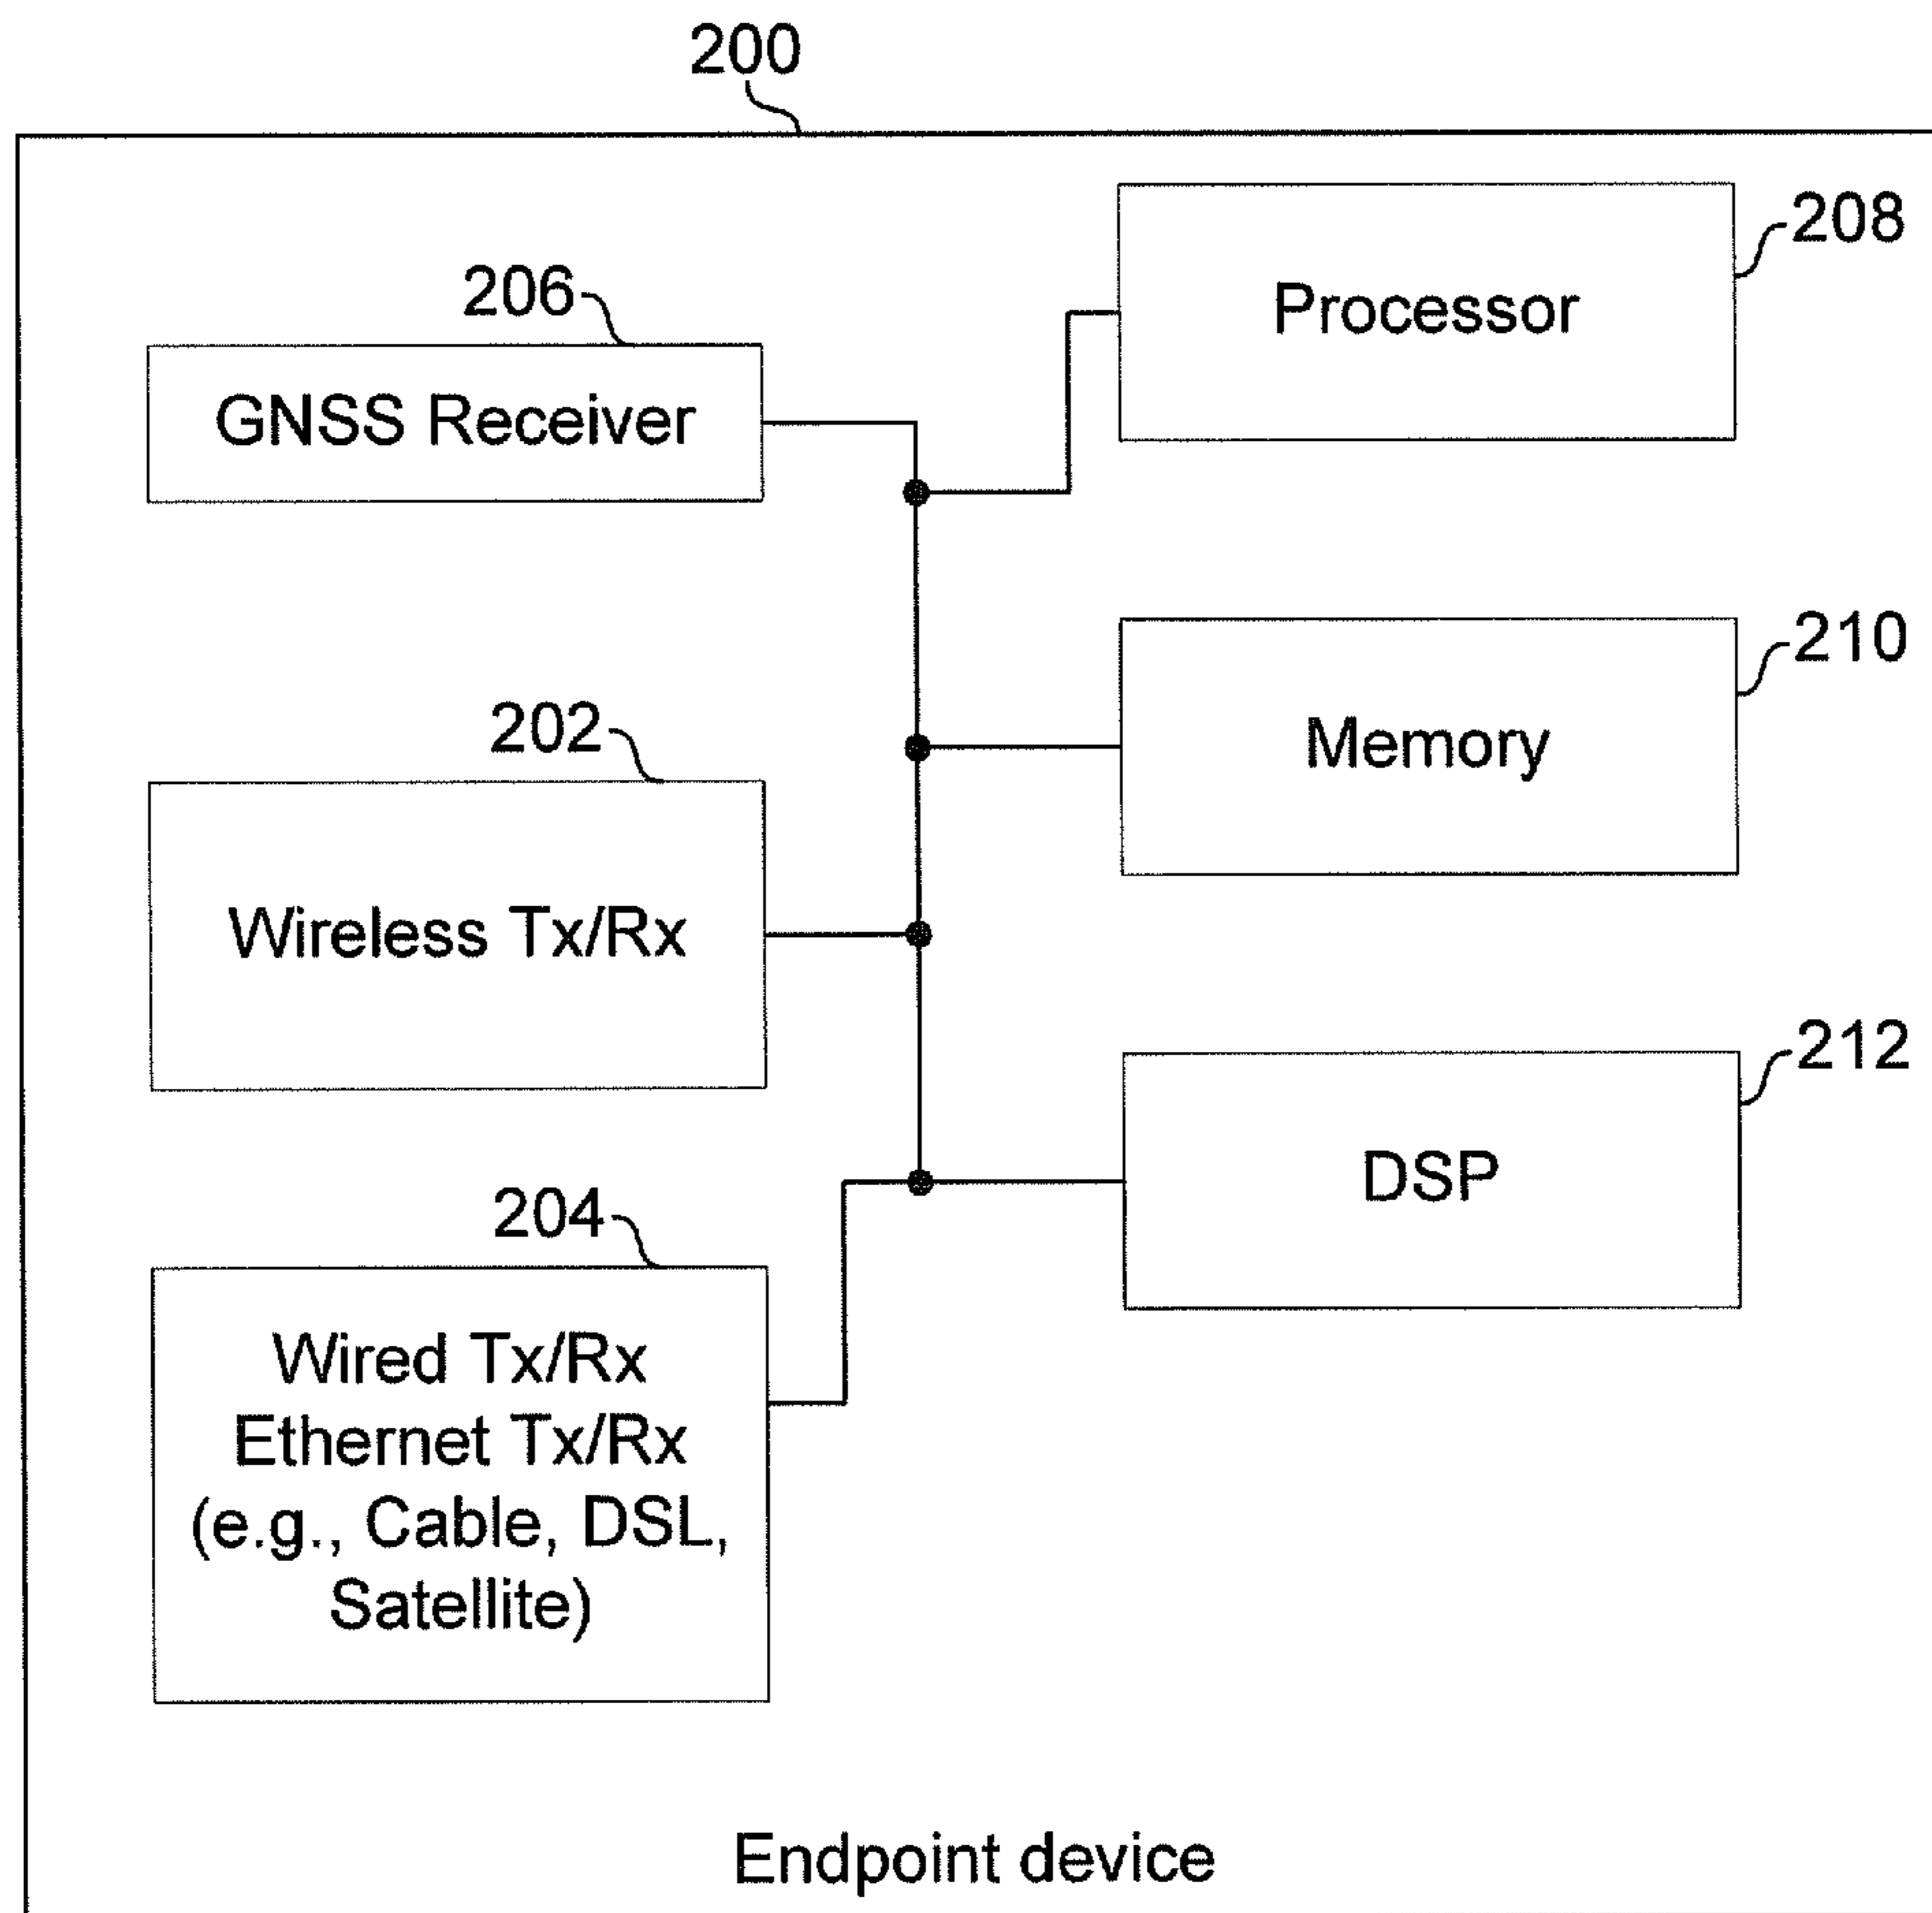 200
208
Processor
206
GNSS Receiver
210
Memory
202
Wireless Tx/Rx
212
DSP
204
Wired Tx/Rx
Ethernet Tx/Rx
(e.g., Cable, DSL,
Satellite)
Endpoint device